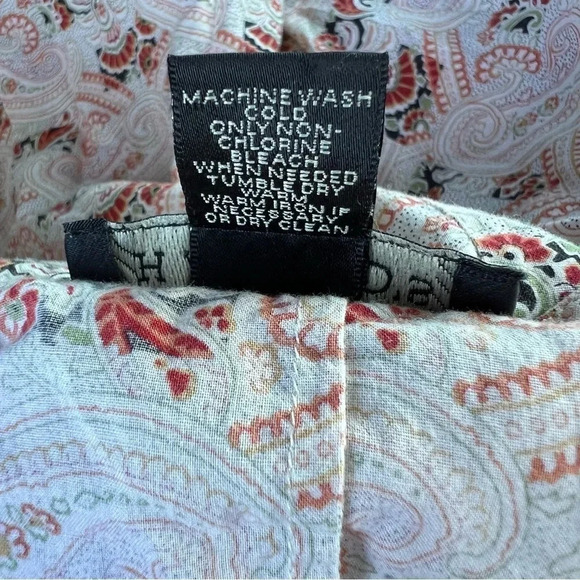 MACHINE WASH
COLD
ONLY NON-
CHLORINE
BLEACH
WHEN NEEDED
TUMBLE DRY
WARM
WARM IRON IF
NECESSARY
OR DRY CLEAN